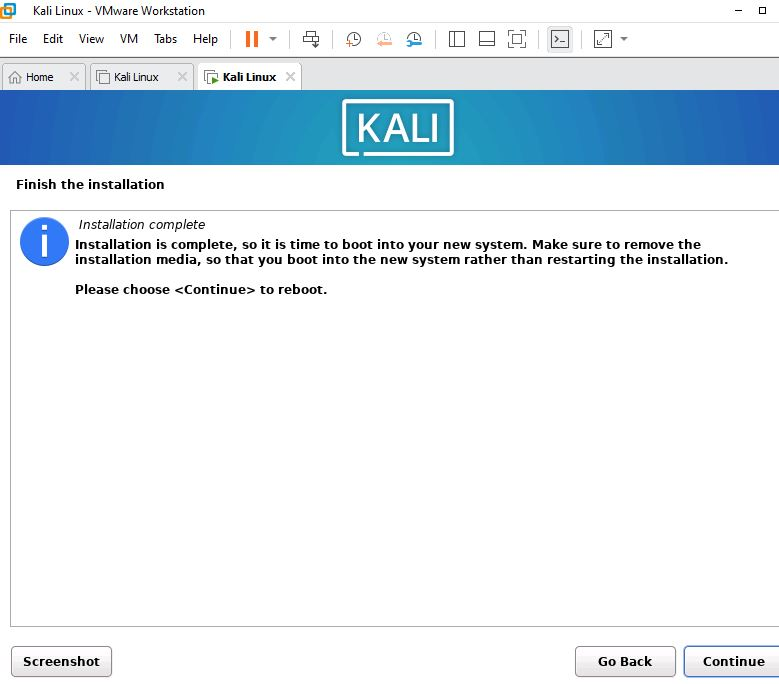 Kali Linux - VMware Workstation
File Edit View VM Tabs Help
Home Kali Linux Kali Linux
KALI
Finish the installation
Installation complete
Installation is complete, so it is time to boot into your new system. Make sure to remove the
installation media, so that you boot into the new system rather than restarting the installation.
Please choose <Continue> to reboot.
Screenshot Go Back Continue